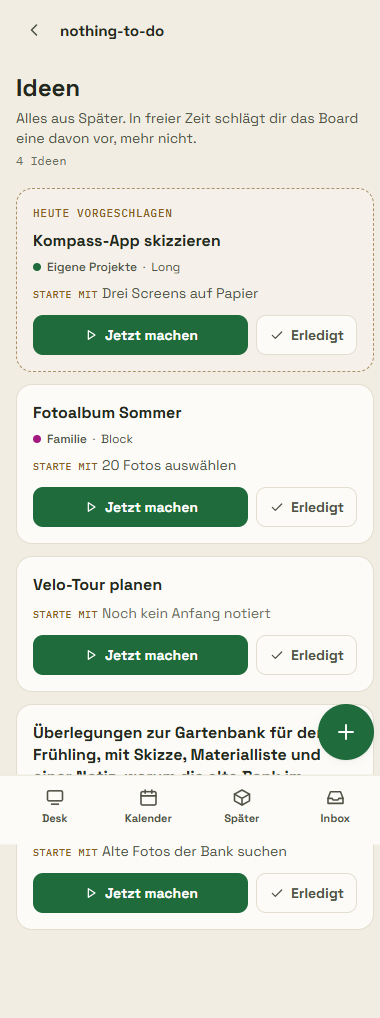 nothing-to-do
Ideen
Alles aus Später. In freier Zeit schlägt dir das Board
eine davon vor, mehr nicht.
4 Ideen
HEUTE VORGESCHLAGEN
Kompass-App skizzieren
Eigene Projekte · Long
STARTE MIT Drei Screens auf Papier
Jetzt machen
Erledigt
Fotoalbum Sommer
Familie · Block
STARTE MIT 20 Fotos auswählen
Jetzt machen
Erledigt
Velo-Tour planen
STARTE MIT Noch kein Anfang notiert
Jetzt machen
Erledigt
Überlegungen zur Gartenbank für
Frühling, mit Skizze, Materialliste und
Desk
Kalender
Später
Inbox
STARTE MIT Alte Fotos der Bank suchen
Jetzt machen
Erledigt